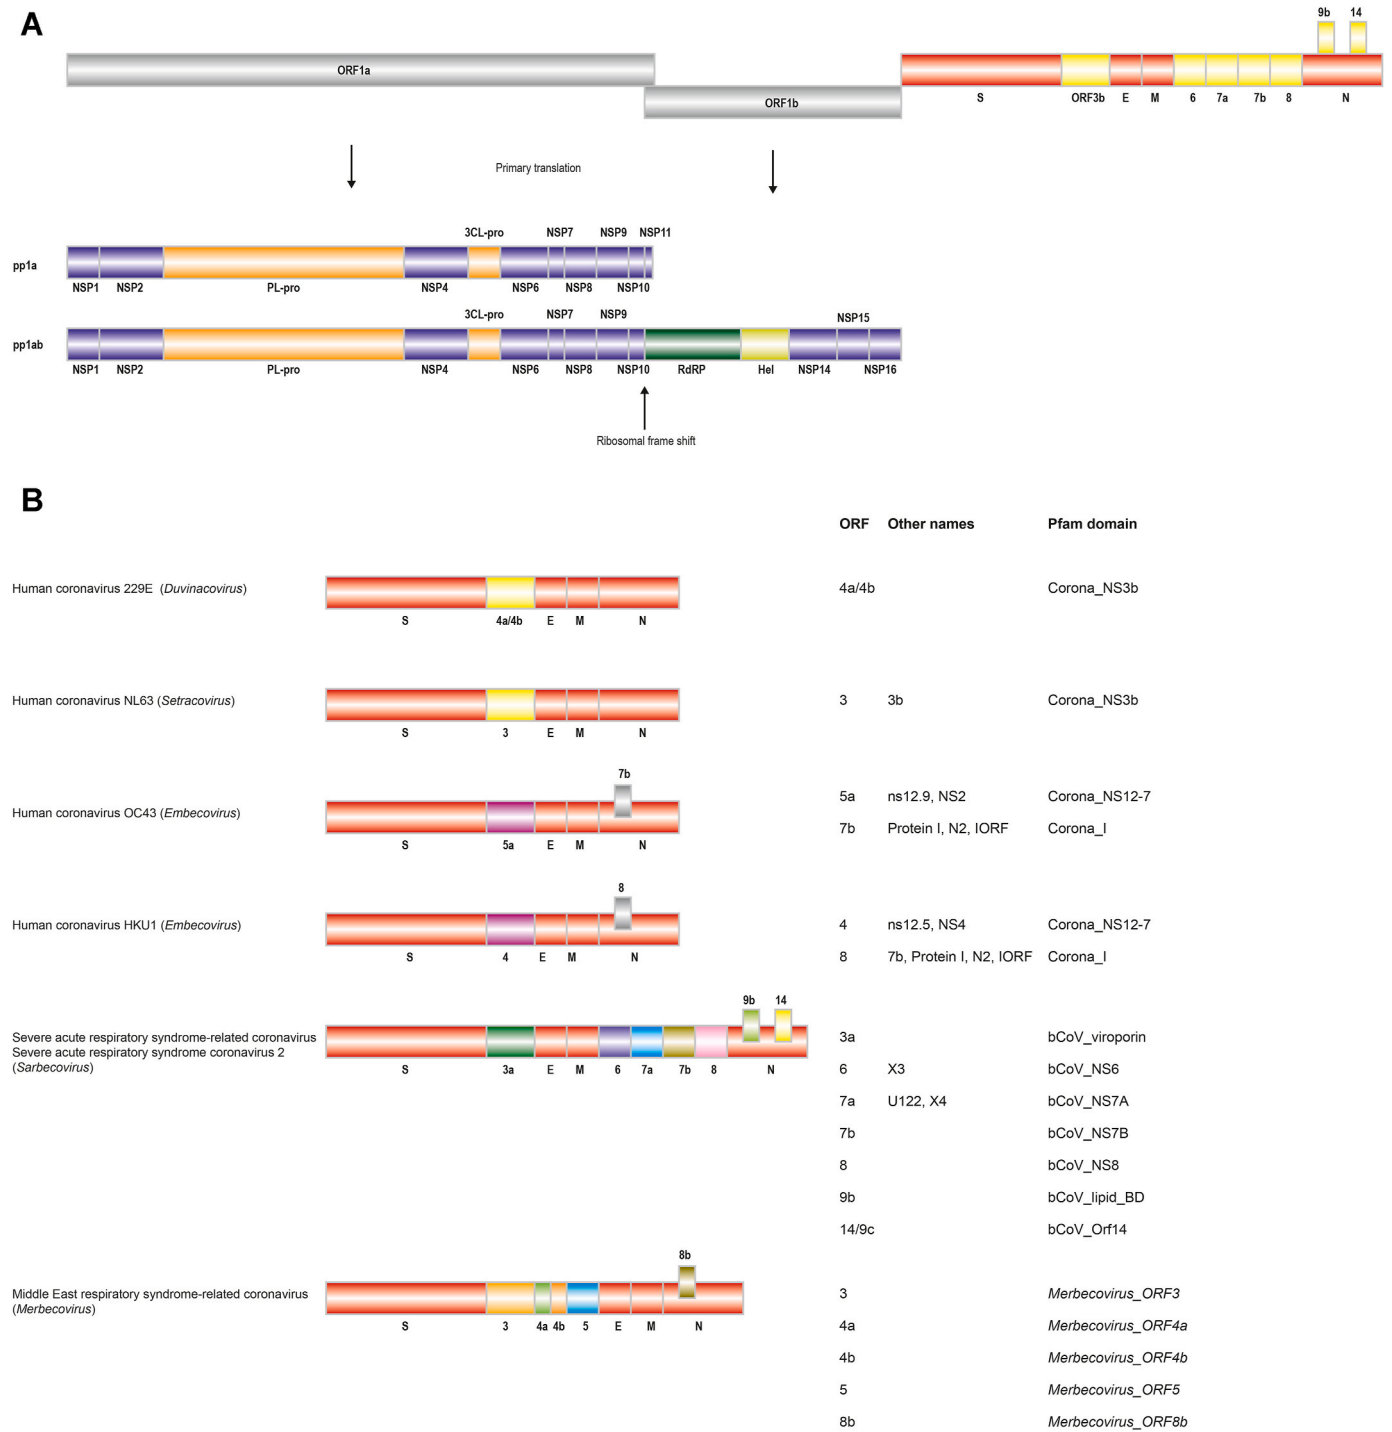 A
9b 14
ORF1a
ORF1b
S ORF3b E M 6 7a 7b 8 N
Primary translation
3CL-pro NSP7 NSP9 NSP11
pp1a
NSP1 NSP2 PL-pro NSP4 NSP6 NSP8 NSP10
3CL-pro NSP7 NSP9 NSP15
pp1ab
NSP1 NSP2 PL-pro NSP4 NSP6 NSP8 NSP10 RdRP Hel NSP14 NSP16
Ribosomal frame shift
B
ORF Other names Pfam domain
Human coronavirus 229E (Duvinacovirus) 4a/4b Corona_NS3b
S 4a/4b E M N
Human coronavirus NL63 (Setracovirus) 3 3b Corona_NS3b
S 3 E M N
7b
5a ns12.9, NS2 Corona_NS12-7
Human coronavirus OC43 (Embecovirus)
7b Protein I, N2, IORF Corona_I
S 5a E M N
8
Human coronavirus HKU1 (Embecovirus) 4 ns12.5, NS4 Corona_NS12-7
S 4 E M N
8 7b, Protein I, N2, IORF Corona_I
9b 14
Severe acute respiratory syndrome-related coronavirus
Severe acute respiratory syndrome coronavirus 2
(Sarbecovirus)
S 3a E M 6 7a 7b 8 N
3a bCoV_viroporin
6 X3 bCoV_NS6
7a U122, X4 bCoV_NS7A
7b bCoV_NS7B
8 bCoV_NS8
9b bCoV_lipid_BD
14/9c bCoV_Orf14
8b
Middle East respiratory syndrome-related coronavirus
(Merbecovirus)
S 3 4a 4b 5 E M N
3 Merbecovirus_ORF3
4a Merbecovirus_ORF4a
4b Merbecovirus_ORF4b
5 Merbecovirus_ORF5
8b Merbecovirus_ORF8b